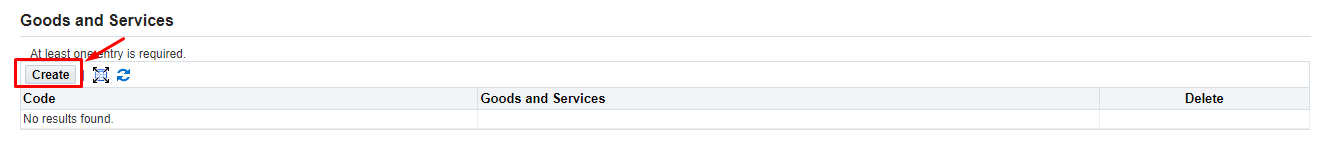 Goods and Services
At least one entry is required.
Create
Code Goods and Services Delete
No results found.